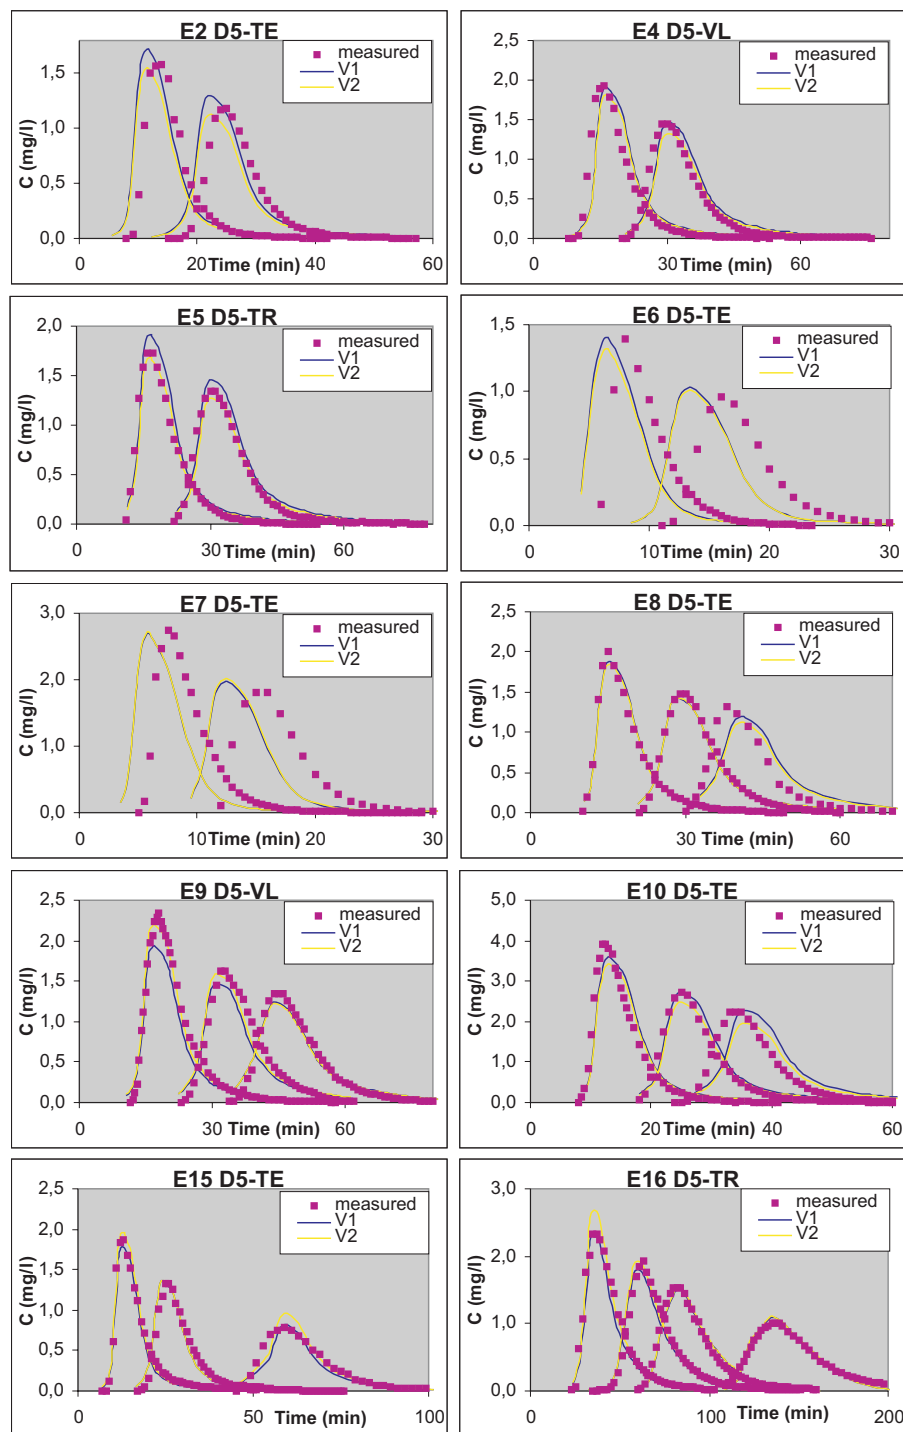 E2 D5-TE
C (mg/l)
1,5
1,0
0,5
0,0
measured
V1
V2
0 20 40 60
Time (min)
E4 D5-VL
C (mg/l)
2,5
2,0
1,5
1,0
0,5
0,0
measured
V1
V2
0 30 60
Time (min)
E5 D5-TR
C (mg/l)
2,0
1,5
1,0
0,5
0,0
measured
V1
V2
0 30 60
Time (min)
E6 D5-TE
C (mg/l)
1,5
1,0
0,5
0,0
measured
V1
V2
0 10 20 30
Time (min)
E7 D5-TE
C (mg/l)
3,0
2,0
1,0
0,0
measured
V1
V2
0 10 20 30
Time (min)
E8 D5-TE
C (mg/l)
2,5
2,0
1,5
1,0
0,5
0,0
measured
V1
V2
0 30 60
Time (min)
E9 D5-VL
C (mg/l)
2,5
2,0
1,5
1,0
0,5
0,0
measured
V1
V2
0 30 60
Time (min)
E10 D5-TE
C (mg/l)
5,0
4,0
3,0
2,0
1,0
0,0
measured
V1
V2
0 20 40 60
Time (min)
E15 D5-TE
C (mg/l)
2,5
2,0
1,5
1,0
0,5
0,0
measured
V1
V2
0 50 100
Time (min)
E16 D5-TR
C (mg/l)
3,0
2,0
1,0
0,0
measured
V1
V2
0 100 200
Time (min)